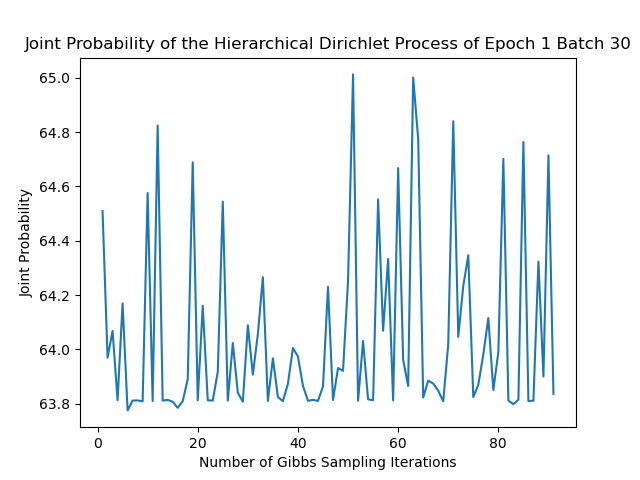 Joint Probability of the Hierarchical Dirichlet Process of Epoch 1 Batch 30
65.0
64.8
64.6
64.4
64.2
64.0
63.8
Joint Probability
0 20 40 60 80
Number of Gibbs Sampling Iterations